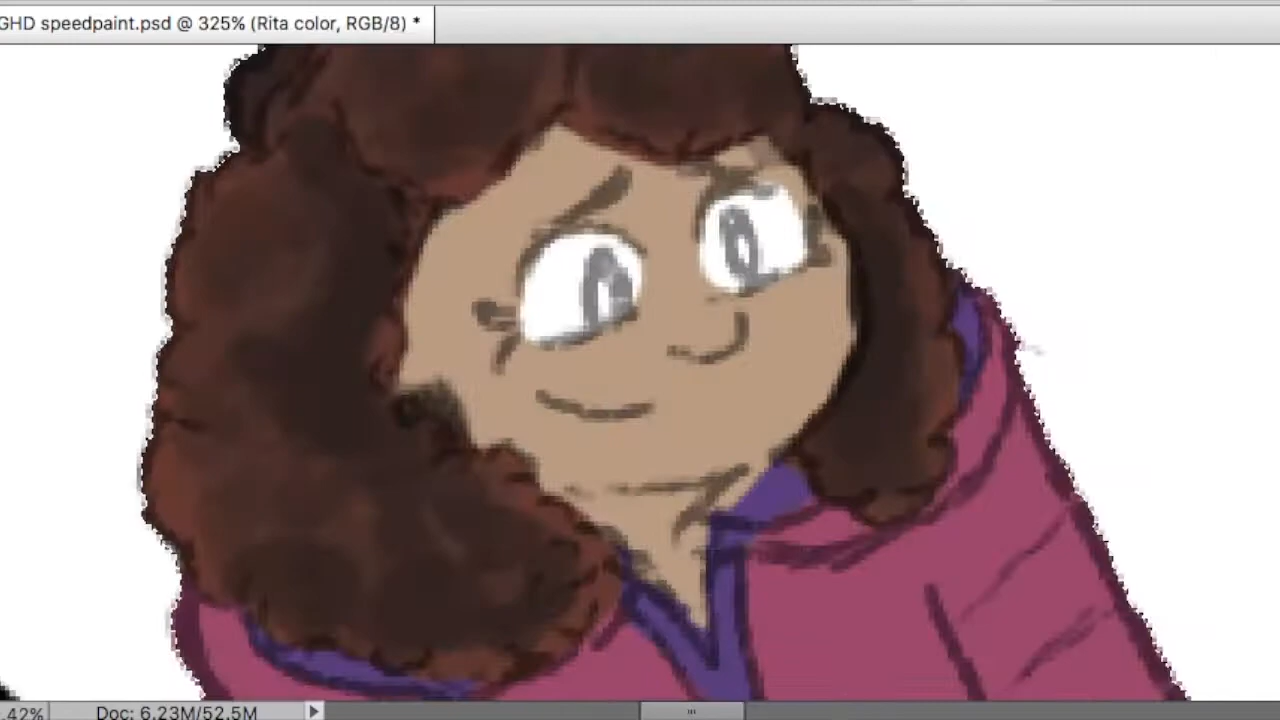 GHD speedpaint.psd @ 325% (Rita color, RGB/8) *
.42% Doc: 6.23M/52.5M